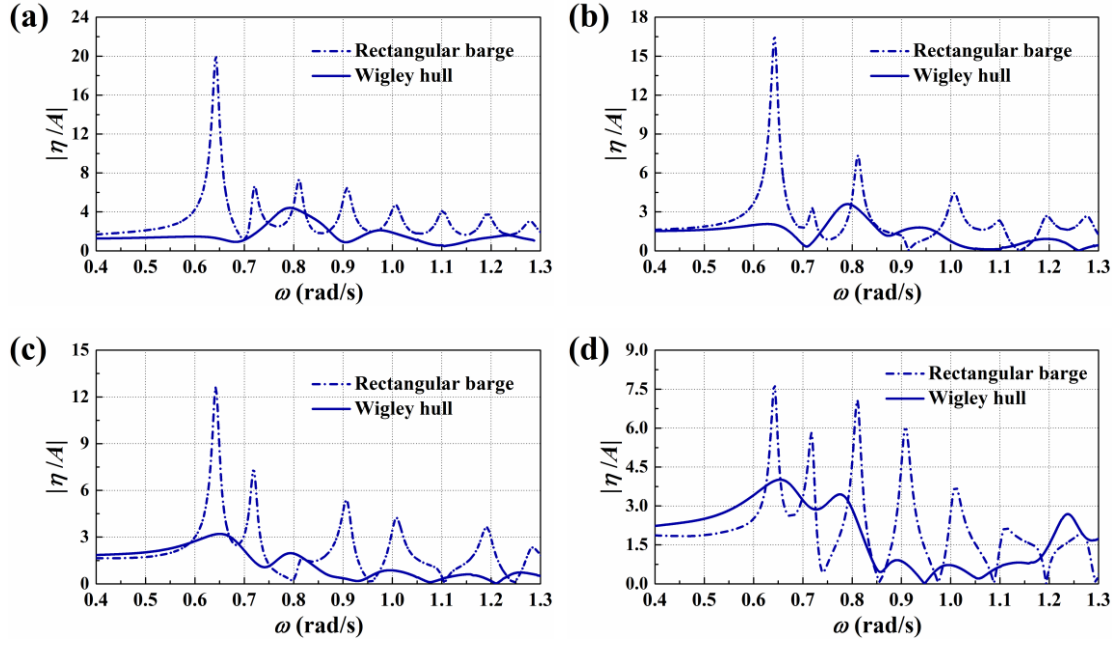 (a)
24
20
16
12
8
4
0
|η/A|
Rectangular barge
Wigley hull
0.4 0.5 0.6 0.7 0.8 0.9 1.0 1.1 1.2 1.3
ω (rad/s)
(b)
18
15
12
9
6
3
0
|η/A|
Rectangular barge
Wigley hull
0.4 0.5 0.6 0.7 0.8 0.9 1.0 1.1 1.2 1.3
ω (rad/s)
(c)
15
12
9
6
3
0
|η/A|
Rectangular barge
Wigley hull
0.4 0.5 0.6 0.7 0.8 0.9 1.0 1.1 1.2 1.3
ω (rad/s)
(d)
9.0
7.5
6.0
4.5
3.0
1.5
0.0
|η/A|
Rectangular barge
Wigley hull
0.4 0.5 0.6 0.7 0.8 0.9 1.0 1.1 1.2 1.3
ω (rad/s)